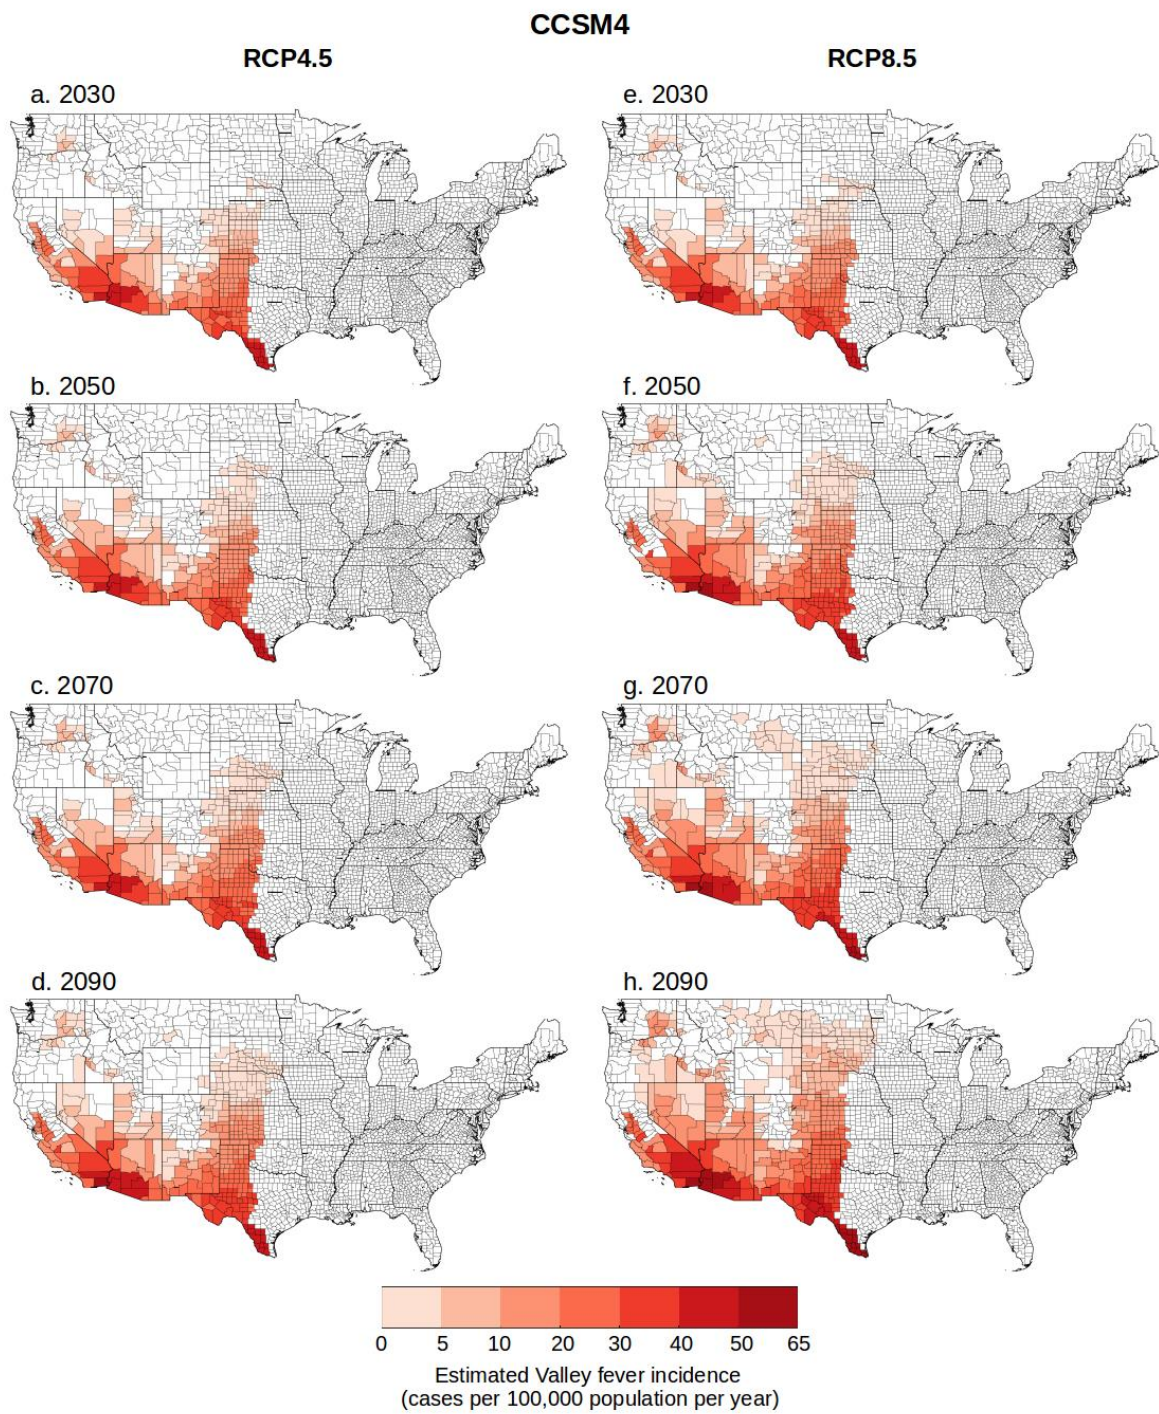 CCSM4
RCP4.5 RCP8.5
a. 2030 e. 2030
b. 2050 f. 2050
c. 2070 g. 2070
d. 2090 h. 2090
0 5 10 20 30 40 50 65
Estimated Valley fever incidence
(cases per 100,000 population per year)